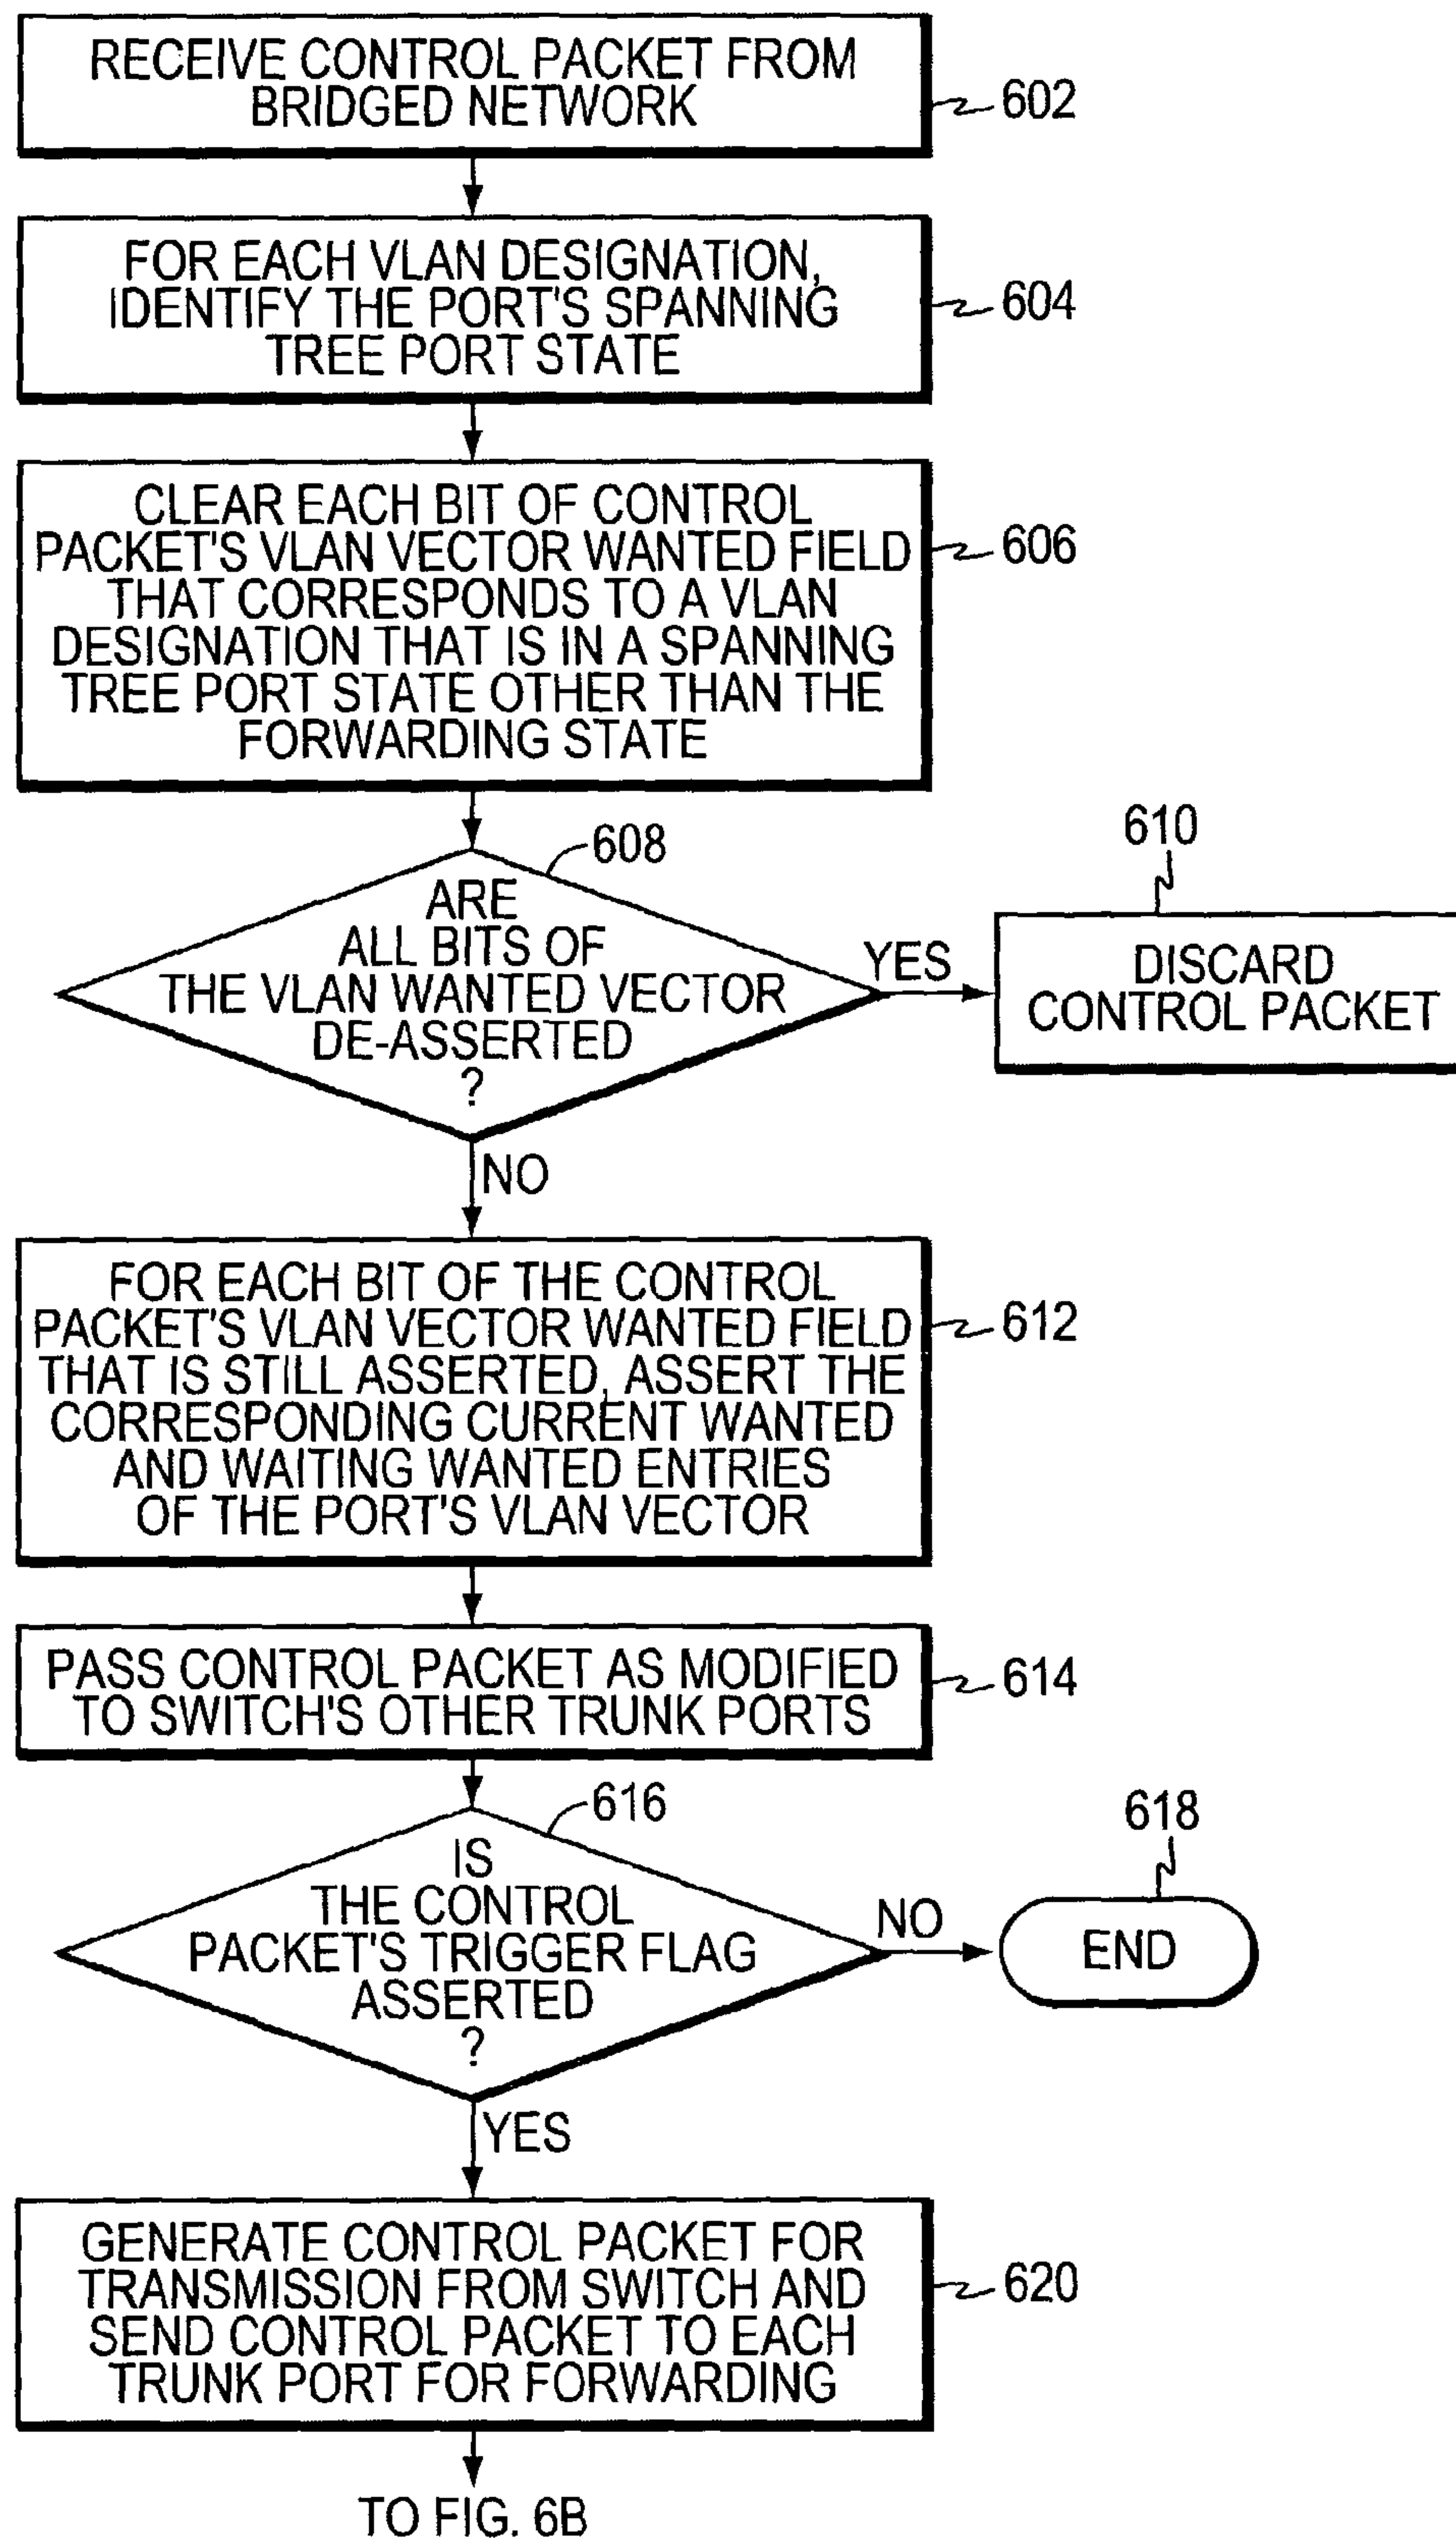 RECEIVE CONTROL PACKET FROM
BRIDGED NETWORK
602
FOR EACH VLAN DESIGNATION,
IDENTIFY THE PORT'S SPANNING
TREE PORT STATE
604
CLEAR EACH BIT OF CONTROL
PACKET'S VLAN VECTOR WANTED FIELD
THAT CORRESPONDS TO A VLAN
DESIGNATION THAT IS IN A SPANNING
TREE PORT STATE OTHER THAN THE
FORWARDING STATE
606
608
ARE
ALL BITS OF
THE VLAN WANTED VECTOR
DE-ASSERTED
?
YES
610
DISCARD
CONTROL PACKET
NO
FOR EACH BIT OF THE CONTROL
PACKET'S VLAN VECTOR WANTED FIELD
THAT IS STILL ASSERTED, ASSERT THE
CORRESPONDING CURRENT WANTED
AND WAITING WANTED ENTRIES
OF THE PORT'S VLAN VECTOR
612
PASS CONTROL PACKET AS MODIFIED
TO SWITCH'S OTHER TRUNK PORTS
614
616
IS
THE CONTROL
PACKET'S TRIGGER FLAG
ASSERTED
?
NO
618
END
YES
GENERATE CONTROL PACKET FOR
TRANSMISSION FROM SWITCH AND
SEND CONTROL PACKET TO EACH
TRUNK PORT FOR FORWARDING
620
TO FIG. 6B